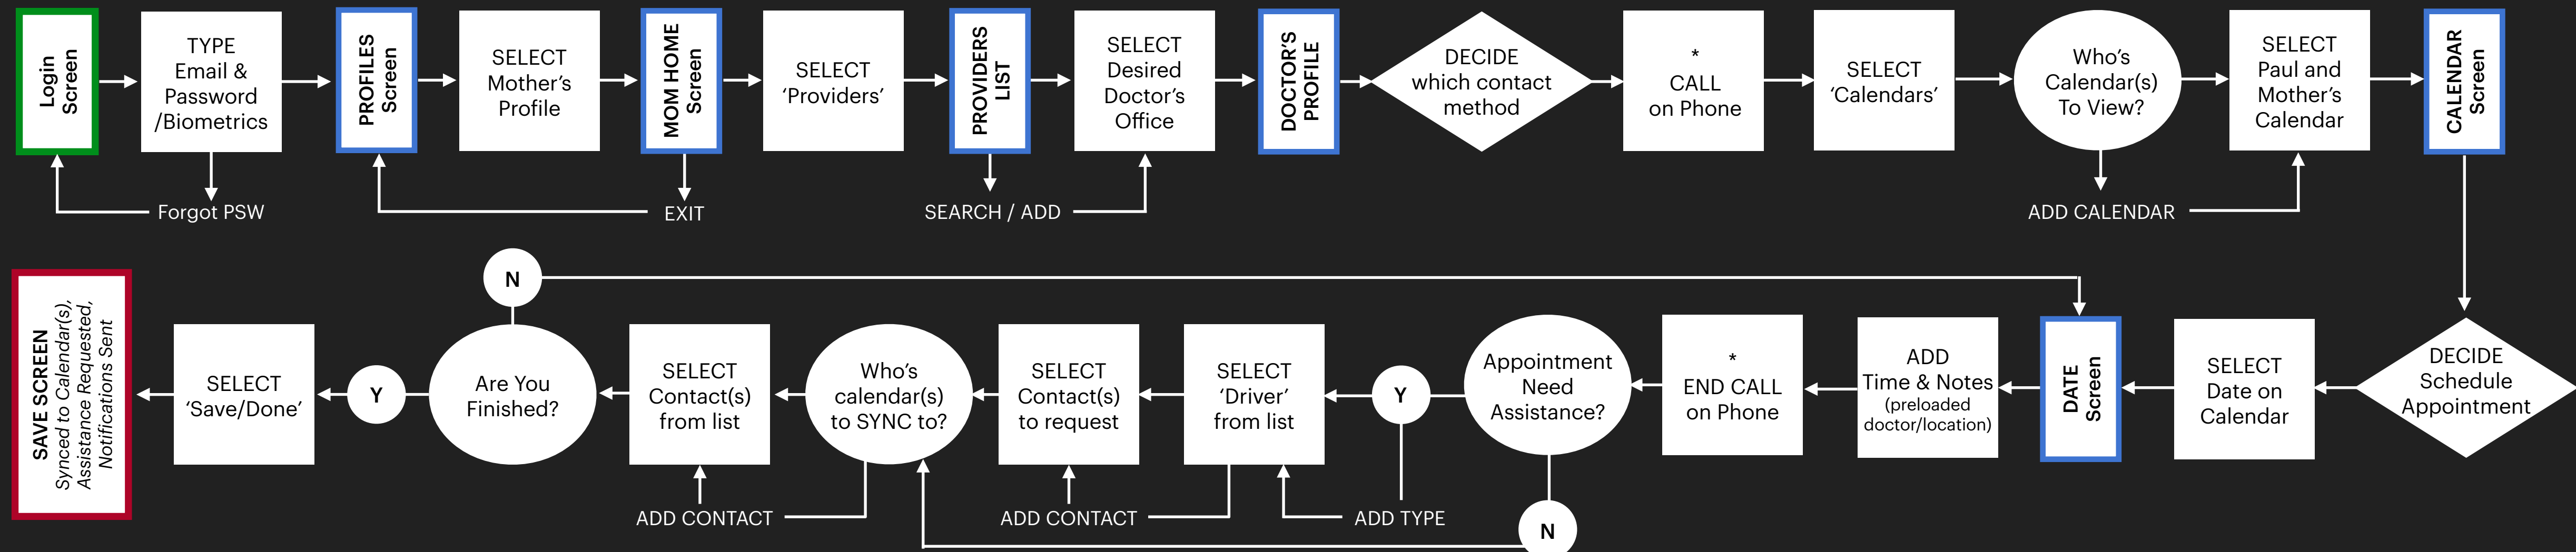 Login
Screen
TYPE
Email &
Password
/Biometrics
Forgot PSW
PROFILES
Screen
SELECT
Mother's
Profile
MOM HOME
Screen
EXIT
SELECT
'Providers'
PROVIDERS
LIST
SEARCH / ADD
SELECT
Desired
Doctor's
Office
DOCTOR'S
PROFILE
DECIDE
which contact
method
*
CALL
on Phone
SELECT
'Calendars'
Who's
Calendar(s)
To View?
ADD CALENDAR
SELECT
Paul and
Mother's
Calendar
CALENDAR
Screen
DECIDE
Schedule
Appointment
SELECT
Date on
Calendar
DATE
Screen
ADD
Time & Notes
(preloaded
doctor/location)
*
END CALL
on Phone
Appointment
Need
Assistance?
N
Y
ADD TYPE
SELECT
'Driver'
from list
ADD CONTACT
SELECT
Contact(s)
to request
Who's
calendar(s)
to SYNC to?
ADD CONTACT
SELECT
Contact(s)
from list
Are You
Finished?
N
Y
SELECT
'Save/Done'
SAVE SCREEN
Synced to Calendar(s),
Assistance Requested,
Notifications Sent